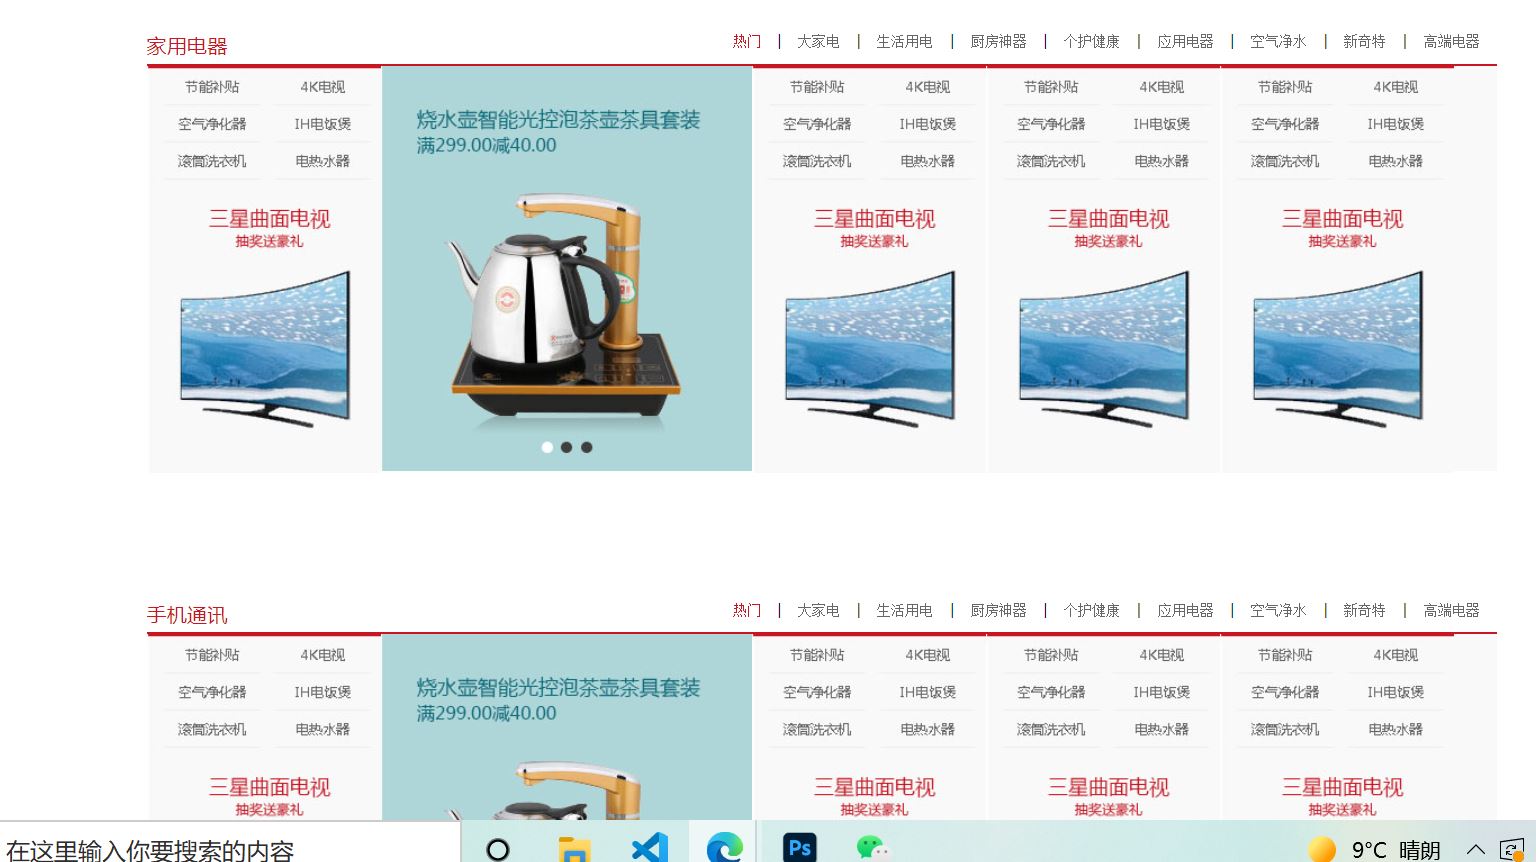 家用电器
热门 | 大家电 | 生活用电 | 厨房神器 | 个护健康 | 应用电器 | 空气净水 | 新奇特 | 高端电器
节能补贴 4K电视
空气净化器 IH电饭煲
滚筒洗衣机 电热水器
三星曲面电视
抽奖送豪礼
烧水壶智能光控泡茶壶茶具套装
满299.00减40.00
节能补贴 4K电视
空气净化器 IH电饭煲
滚筒洗衣机 电热水器
三星曲面电视
抽奖送豪礼
节能补贴 4K电视
空气净化器 IH电饭煲
滚筒洗衣机 电热水器
三星曲面电视
抽奖送豪礼
节能补贴 4K电视
空气净化器 IH电饭煲
滚筒洗衣机 电热水器
三星曲面电视
抽奖送豪礼
手机通讯
热门 | 大家电 | 生活用电 | 厨房神器 | 个护健康 | 应用电器 | 空气净水 | 新奇特 | 高端电器
节能补贴 4K电视
空气净化器 IH电饭煲
滚筒洗衣机 电热水器
三星曲面电视
抽奖送豪礼
烧水壶智能光控泡茶壶茶具套装
满299.00减40.00
节能补贴 4K电视
空气净化器 IH电饭煲
滚筒洗衣机 电热水器
三星曲面电视
抽奖送豪礼
节能补贴 4K电视
空气净化器 IH电饭煲
滚筒洗衣机 电热水器
三星曲面电视
抽奖送豪礼
节能补贴 4K电视
空气净化器 IH电饭煲
滚筒洗衣机 电热水器
三星曲面电视
抽奖送豪礼
在这里输入你要搜索的内容
Ps
9°C 晴朗